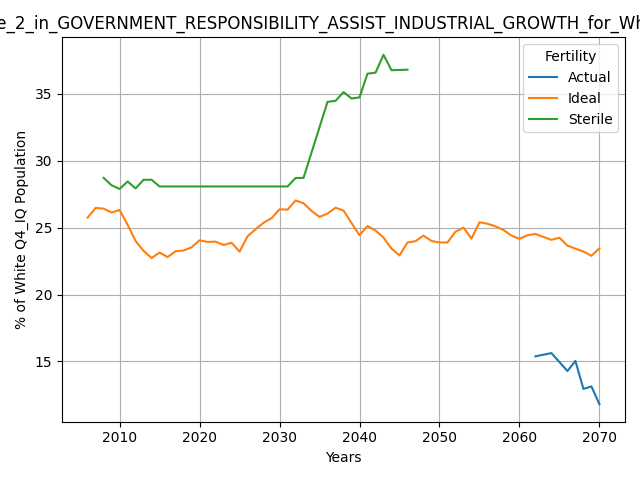 e_2_in_GOVERNMENT_RESPONSIBILITY_ASSIST_INDUSTRIAL_GROWTH_for_Wh
Fertility
Actual
Ideal
Sterile
% of White Q4_IQ Population
35
30
25
20
15
2010 2020 2030 2040 2050 2060 2070
Years